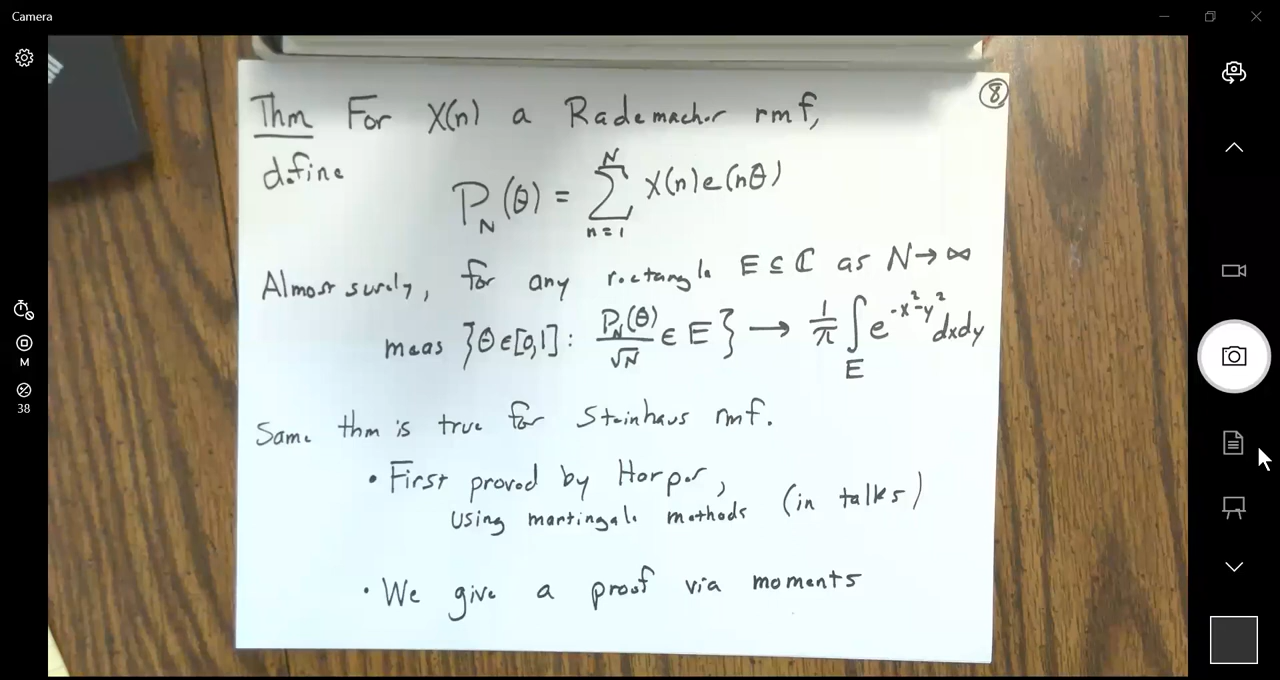 Camera
⑧
Thm For X(n) a Rademacher rmf,
define
P_N(θ) = ∑_{n=1}^{N} X(n)e(nθ)
Almost surely, for any rectangle E ⊆ ℂ as N→∞
meas {θ∈[0,1] : P_N(θ)/√N ∈ E} → 1/π ∫_E e^{-x²-y²} dxdy
Same thm is true for Steinhaus rmf.
• First proved by Harper,
using martingale methods (in talks)
• We give a proof via moments
M
38